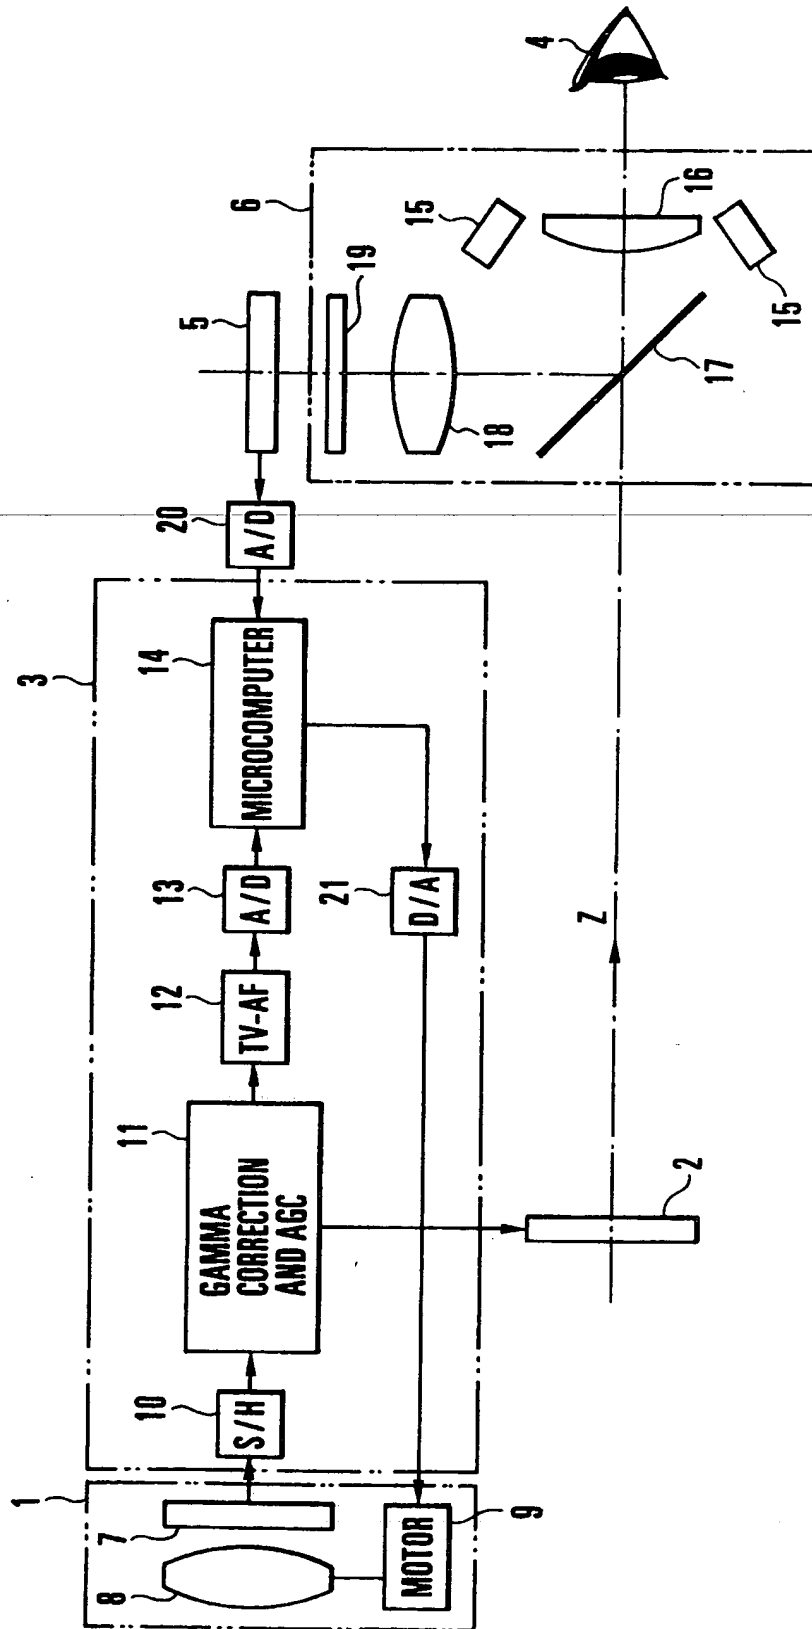 1
7
8
MOTOR
9
3
10
S/H
11
GAMMA
CORRECTION
AND AGC
12
TV-AF
13
A/D
14
MICROCOMPUTER
21
D/A
20
A/D
5
6
19
18
17
15
16
15
4
2
Z